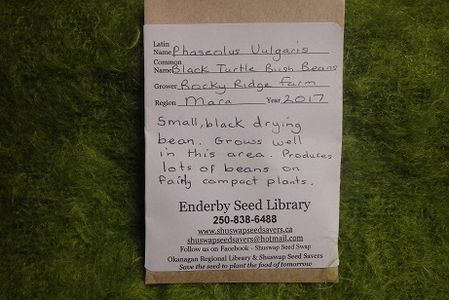 Latin
Name Phaseolus Vulgaris
Common
Name Black Turtle Bush Beans
Grower Rocky Ridge Farm
Region Mara Year 2017
Small, black drying
bean. Grows well
in this area. Produces
lots of beans on
fairly compact plants.
Enderby Seed Library
250-838-6488
www.shuswapseedsavers.ca
shuswapseedsavers@hotmail.com
Follow us on Facebook - Shuswap Seed Swap
Okanagan Regional Library & Shuswap Seed Savers
Save the seed to plant the food of tomorrow